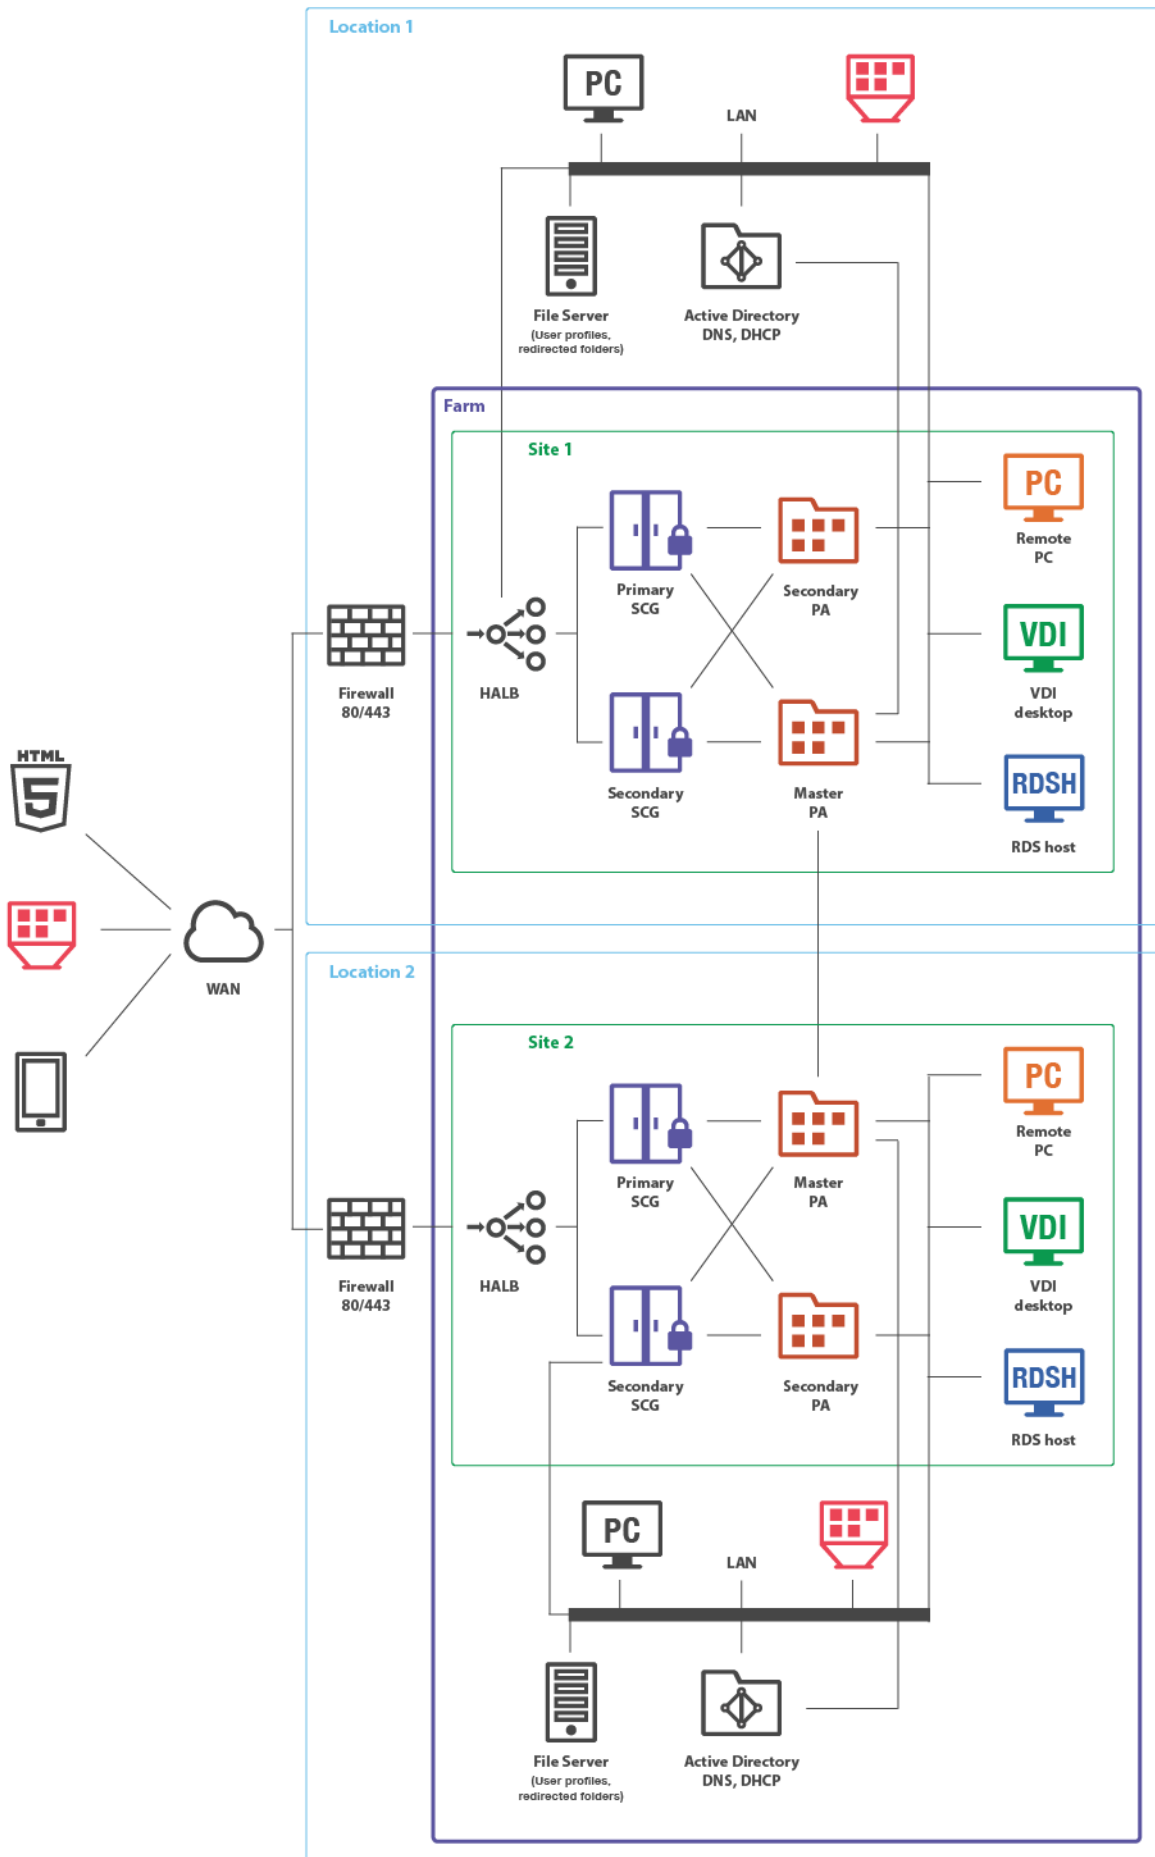 Location 1
PC
LAN
File Server
(User profiles,
redirected folders)
Active Directory
DNS, DHCP
Farm
Site 1
PC
Remote
PC
Primary
SCG
Secondary
PA
VDI
VDI
desktop
Firewall
80/443
HALB
Secondary
SCG
Master
PA
RDSH
RDS host
HTML
5
WAN
Location 2
Site 2
PC
Remote
PC
Primary
SCG
Master
PA
VDI
VDI
desktop
Firewall
80/443
HALB
Secondary
SCG
Secondary
PA
RDSH
RDS host
PC
LAN
File Server
(User profiles,
redirected folders)
Active Directory
DNS, DHCP